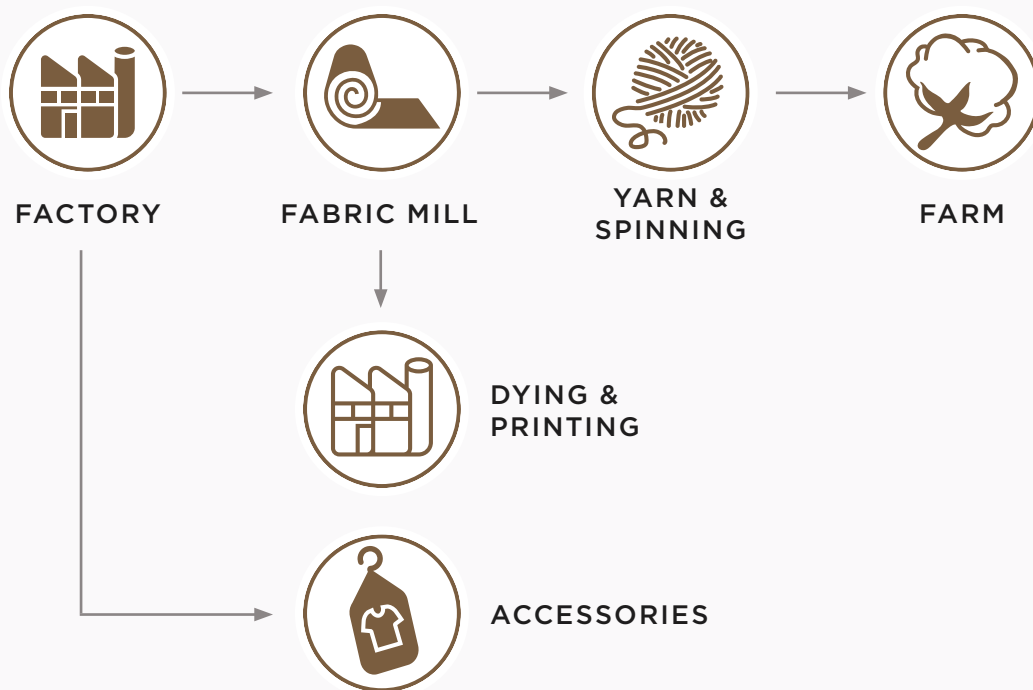 FACTORY
FABRIC MILL
YARN &
SPINNING
FARM
DYING &
PRINTING
ACCESSORIES